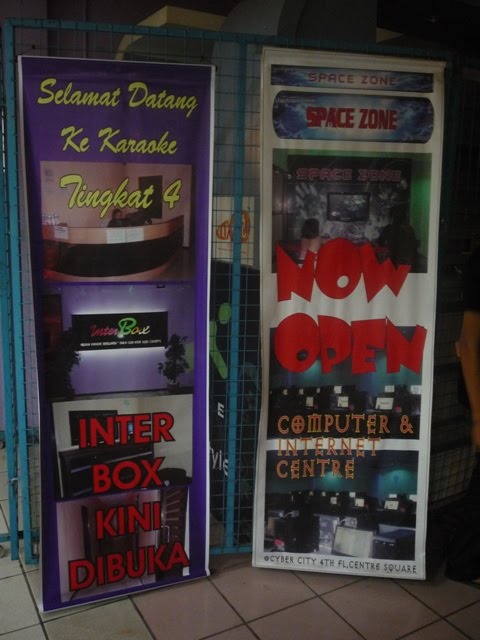 Selamat Datang
Ke Karaoke
Tingkat 4
InterBox
INTER
BOX
KINI
DIBUKA
SPACE ZONE
SPACE ZONE
SPACE ZONE
NOW
OPEN
COMPUTER &
INTERNET
CENTRE
@CYBER CITY 4TH FL,CENTRE SQUARE